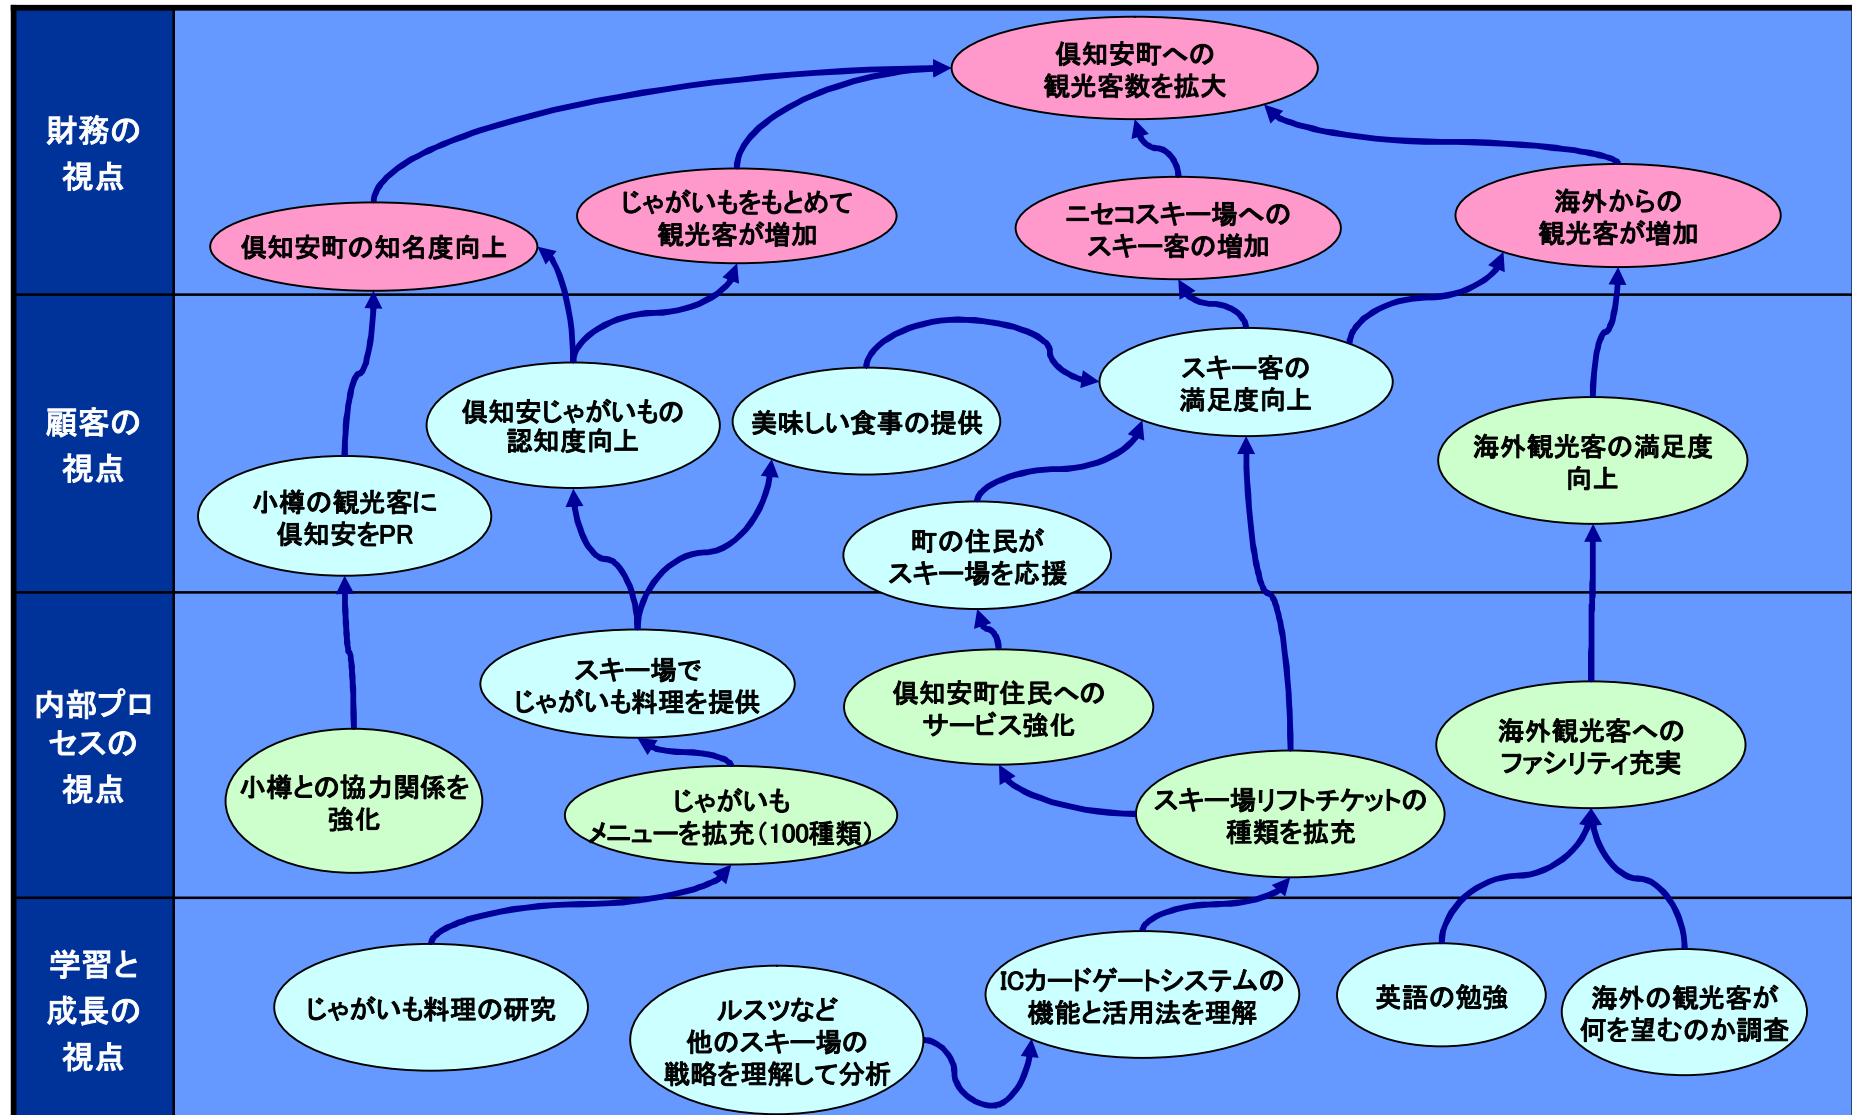 財務の
視点
倶知安町への
観光客数を拡大
倶知安町の知名度向上
じゃがいもをもとめて
観光客が増加
ニセコスキー場への
スキー客の増加
海外からの
観光客が増加
顧客の
視点
小樽の観光客に
倶知安をPR
倶知安じゃがいもの
認知度向上
美味しい食事の提供
スキー客の
満足度向上
町の住民が
スキー場を応援
海外観光客の満足度
向上
内部プロ
セスの
視点
小樽との協力関係を
強化
スキー場で
じゃがいも料理を提供
じゃがいも
メニューを拡充(100種類)
倶知安町住民への
サービス強化
スキー場リフトチケットの
種類を拡充
海外観光客への
ファシリティ充実
学習と
成長の
視点
じゃがいも料理の研究
ルスツなど
他のスキー場の
戦略を理解して分析
ICカードゲートシステムの
機能と活用法を理解
英語の勉強
海外の観光客が
何を望むのか調査